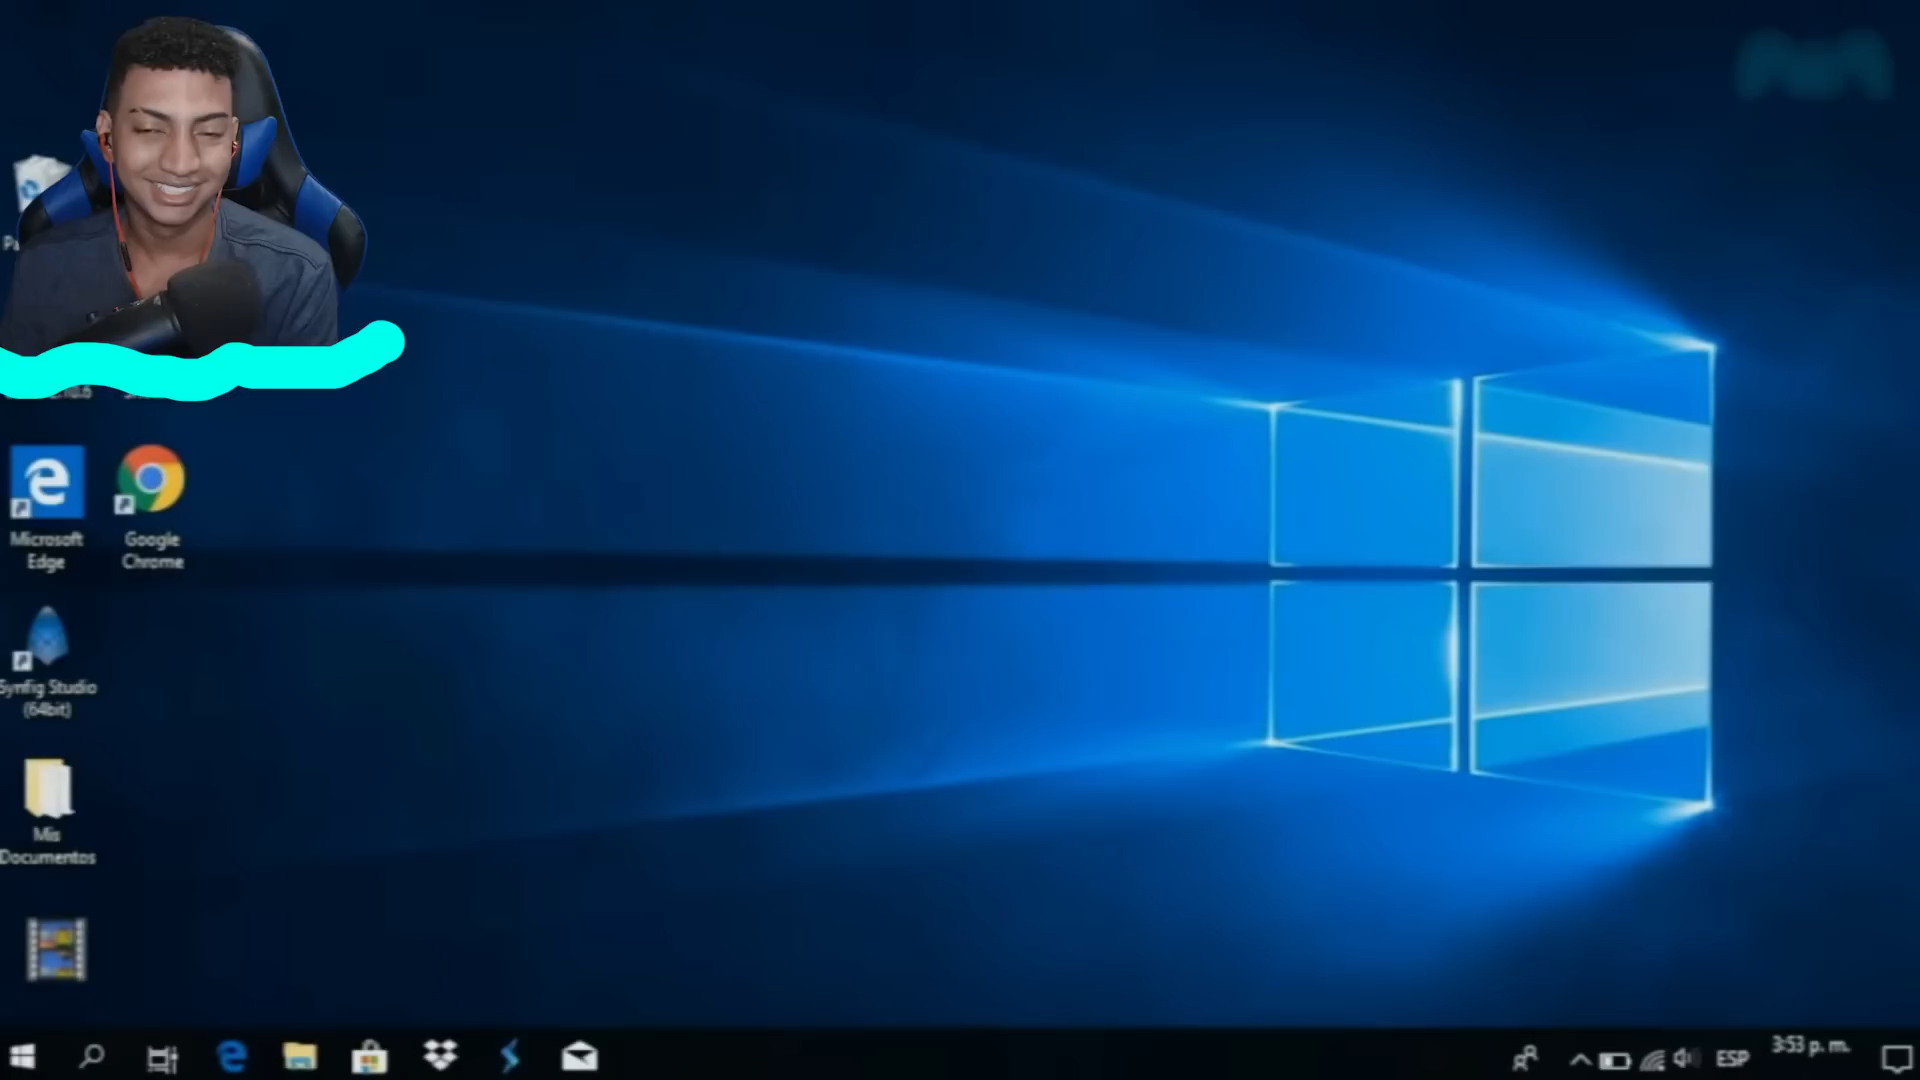 Microsoft
Edge
Google
Chrome
Synfig Studio
(64bit)
Mis
Documentos
ESP
3:53 p. m.